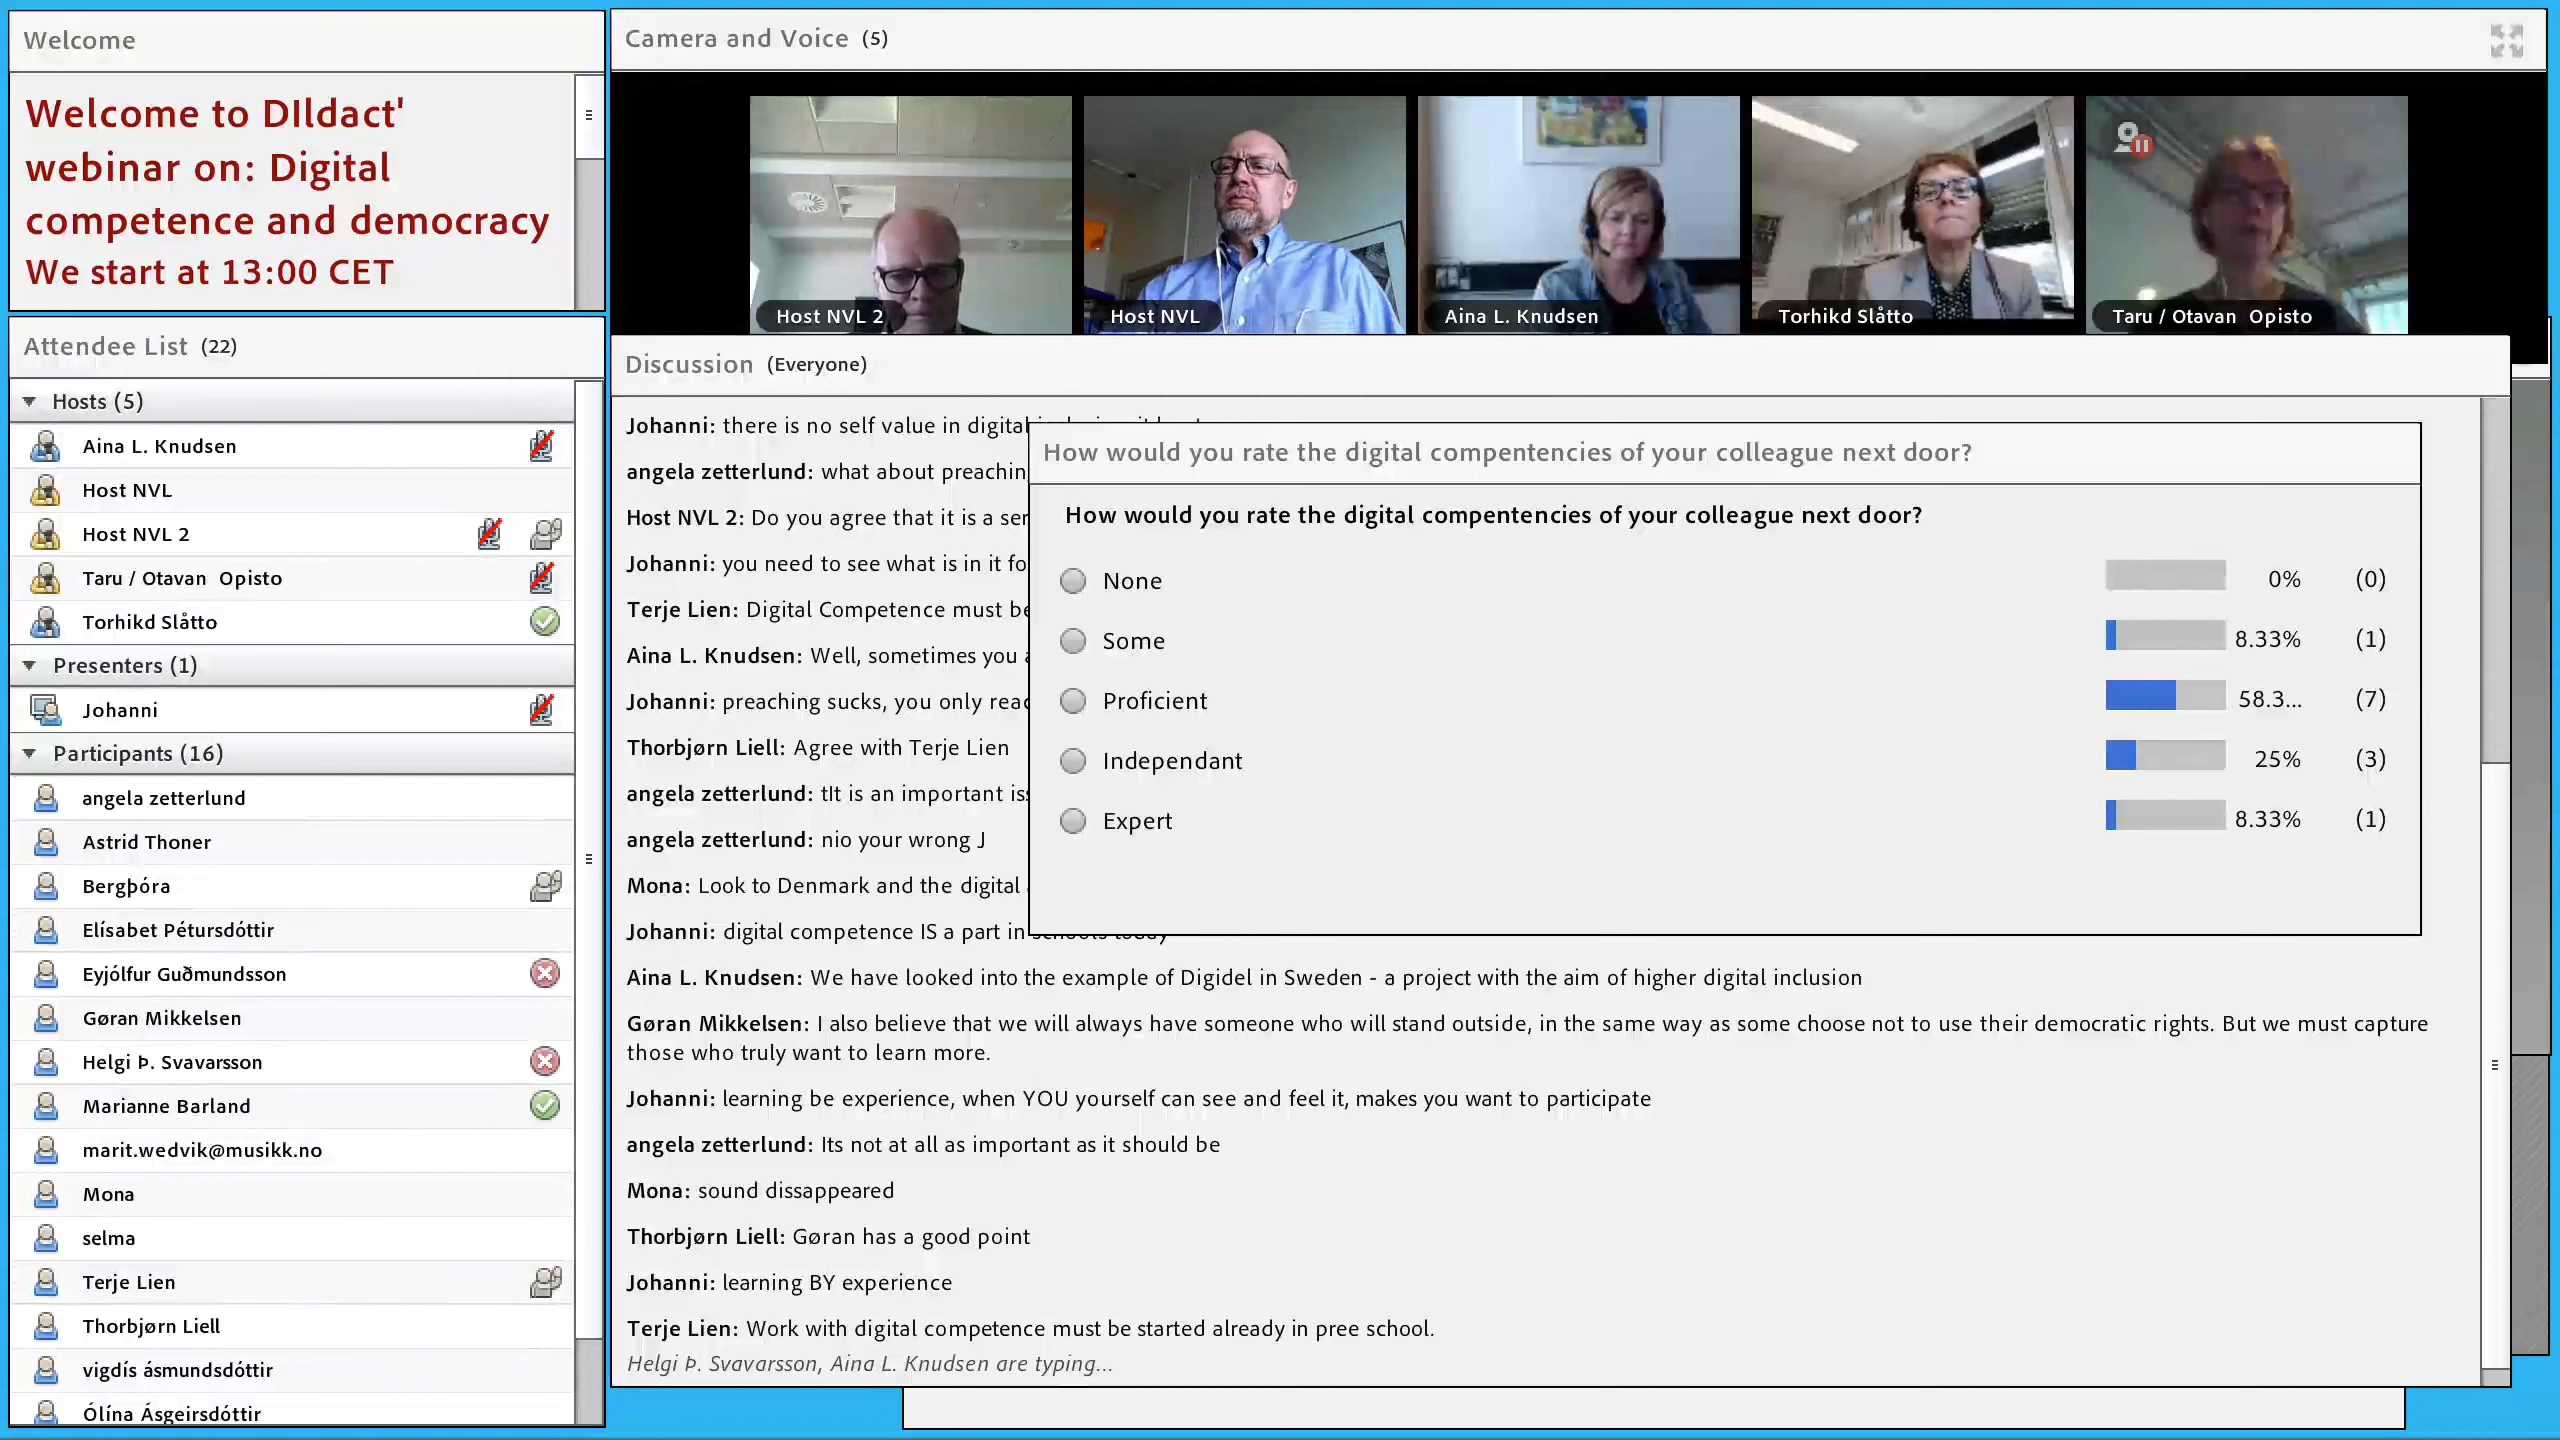 Welcome
Welcome to DIldact'
webinar on: Digital
competence and democracy
We start at 13:00 CET
Attendee List (22)
Hosts (5)
Aina L. Knudsen
Host NVL
Host NVL 2
Taru / Otavan Opisto
Torhikd Slåtto
Presenters (1)
Johanni
Participants (16)
angela zetterlund
Astrid Thoner
Bergþóra
Elísabet Pétursdóttir
Eyjólfur Guðmundsson
Gøran Mikkelsen
Helgi Þ. Svavarsson
Marianne Barland
marit.wedvik@musikk.no
Mona
selma
Terje Lien
Thorbjørn Liell
vigdís ásmundsdóttir
Ólína Ásgeirsdóttir
Camera and Voice (5)
Host NVL 2
Host NVL
Aina L. Knudsen
Torhikd Slåtto
Taru / Otavan Opisto
Discussion (Everyone)
Johanni: there is no self value in digital
angela zetterlund: what about preachin
Host NVL 2: Do you agree that it is a ser
Johanni: you need to see what is in it fo
Terje Lien: Digital Competence must be
Aina L. Knudsen: Well, sometimes you
Johanni: preaching sucks, you only reac
Thorbjørn Liell: Agree with Terje Lien
angela zetterlund: tIt is an important is
angela zetterlund: nio your wrong J
Mona: Look to Denmark and the digital
Johanni: digital competence IS a part in schools today
Aina L. Knudsen: We have looked into the example of Digidel in Sweden - a project with the aim of higher digital inclusion
Gøran Mikkelsen: I also believe that we will always have someone who will stand outside, in the same way as some choose not to use their democratic rights. But we must capture
those who truly want to learn more.
Johanni: learning be experience, when YOU yourself can see and feel it, makes you want to participate
angela zetterlund: Its not at all as important as it should be
Mona: sound dissappeared
Thorbjørn Liell: Gøran has a good point
Johanni: learning BY experience
Terje Lien: Work with digital competence must be started already in pree school.
Helgi Þ. Svavarsson, Aina L. Knudsen are typing...
How would you rate the digital compentencies of your colleague next door?
How would you rate the digital compentencies of your colleague next door?
None 0% (0)
Some 8.33% (1)
Proficient 58.3... (7)
Independant 25% (3)
Expert 8.33% (1)